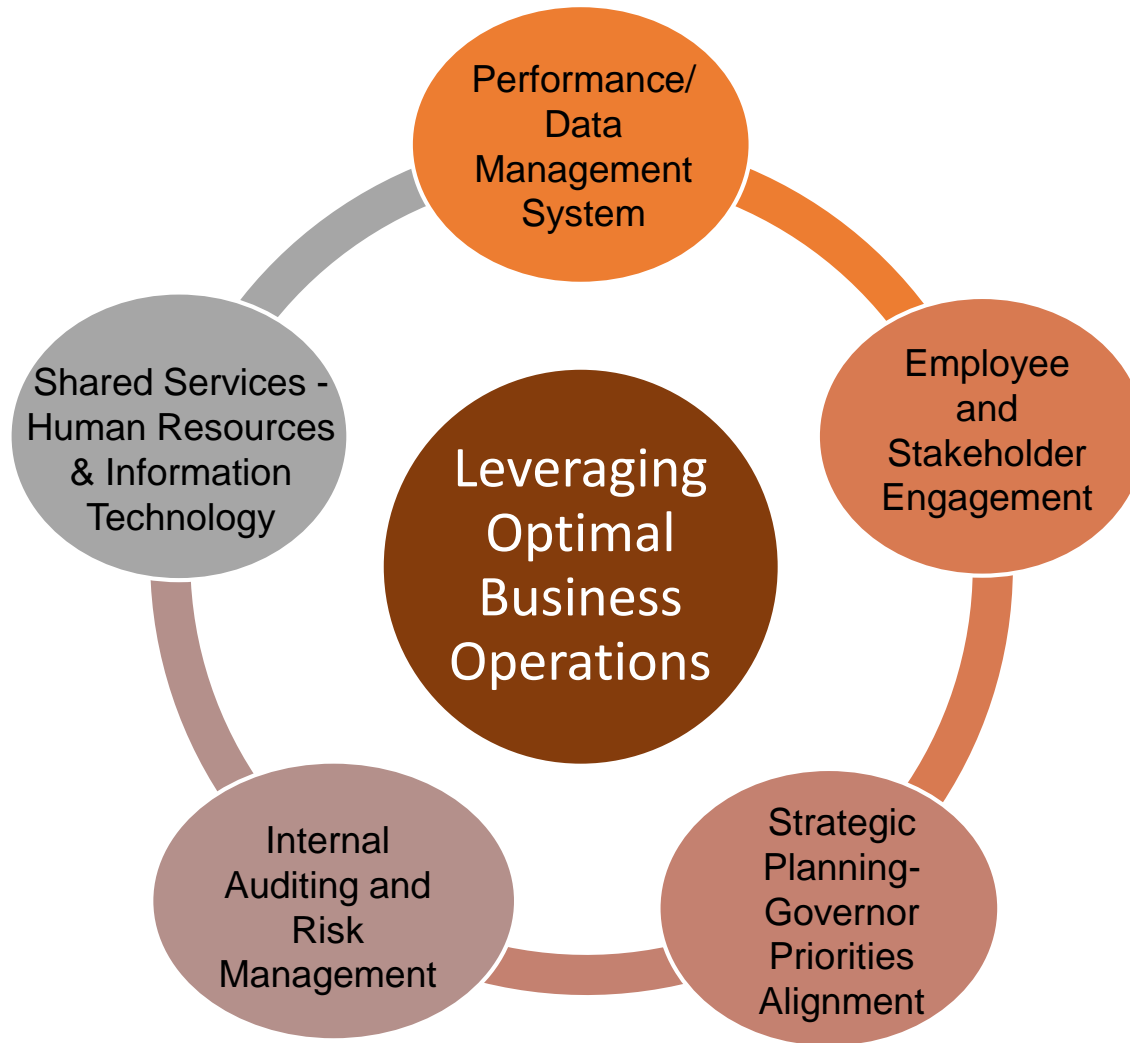 Performance/
Data
Management
System
Employee
and
Stakeholder
Engagement
Strategic
Planning-
Governor
Priorities
Alignment
Internal
Auditing and
Risk
Management
Shared Services -
Human Resources
& Information
Technology
Leveraging
Optimal
Business
Operations